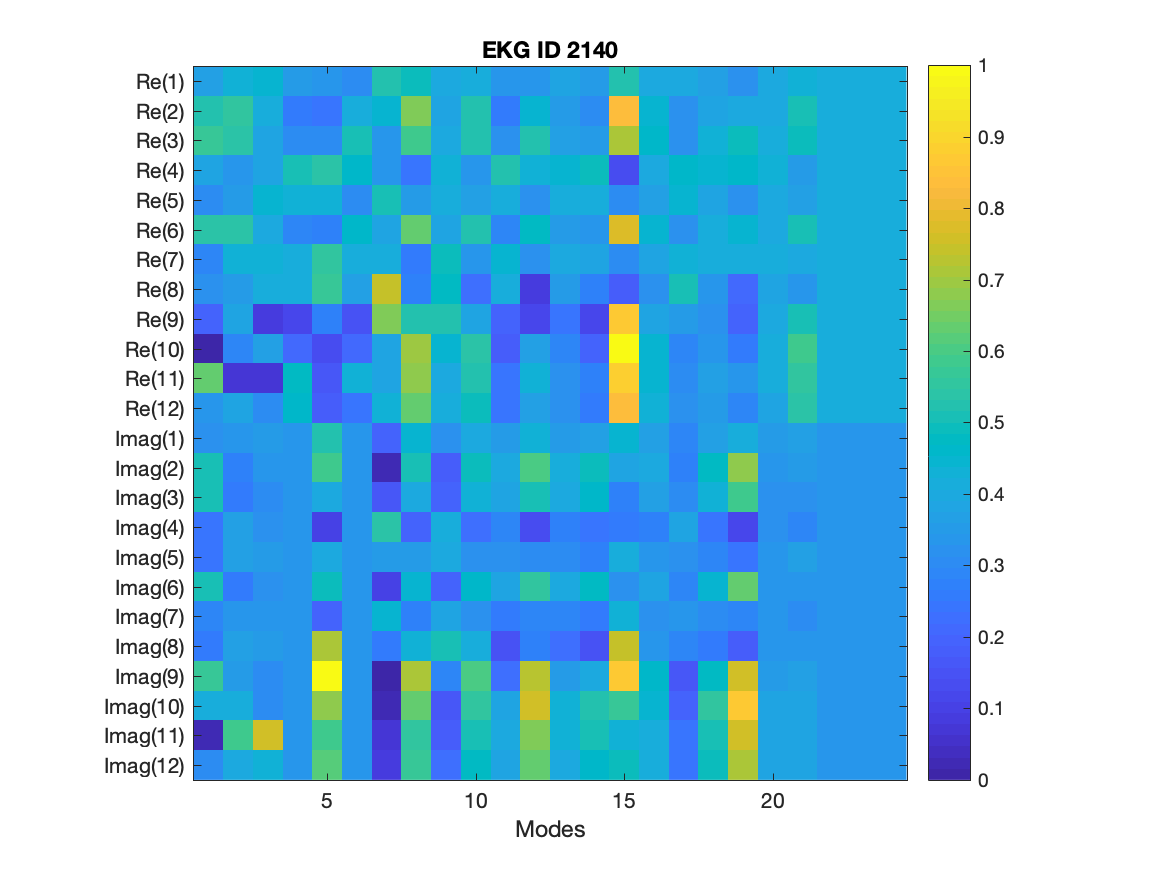 EKG ID 2140
Re(1)
Re(2)
Re(3)
Re(4)
Re(5)
Re(6)
Re(7)
Re(8)
Re(9)
Re(10)
Re(11)
Re(12)
Imag(1)
Imag(2)
Imag(3)
Imag(4)
Imag(5)
Imag(6)
Imag(7)
Imag(8)
Imag(9)
Imag(10)
Imag(11)
Imag(12)
5 10 15 20
Modes
1
0.9
0.8
0.7
0.6
0.5
0.4
0.3
0.2
0.1
0